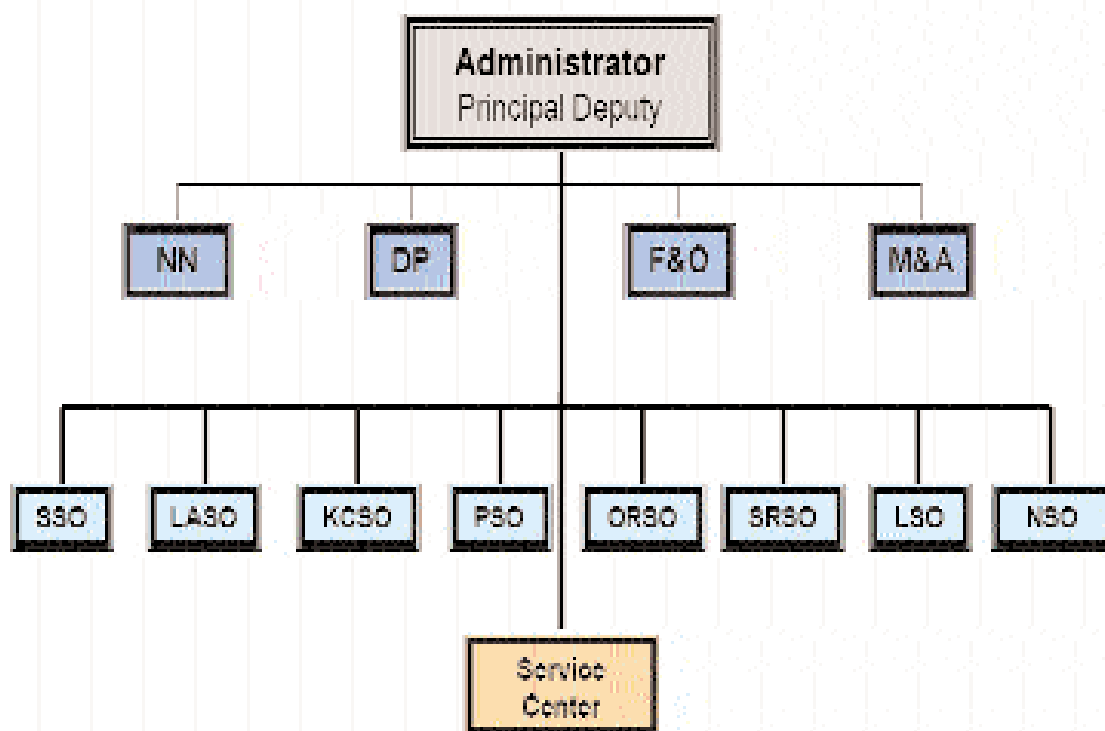 Administrator
Principal Deputy
NN DP F&O M&A
SSO LASO KCSO PSO ORSO SRSO LSO NSO
Service
Center